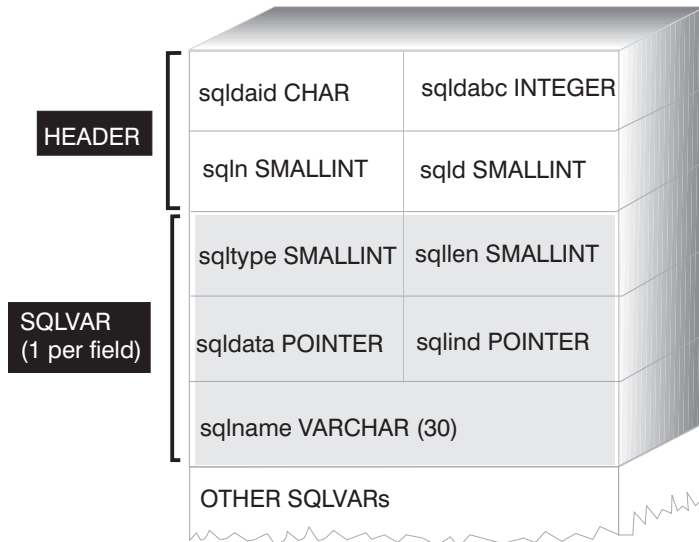 HEADER
sqldaid CHAR
sqldabc INTEGER
sqln SMALLINT
sqld SMALLINT
SQLVAR
(1 per field)
sqltype SMALLINT
sqllen SMALLINT
sqldata POINTER
sqlind POINTER
sqlname VARCHAR (30)
OTHER SQLVARs